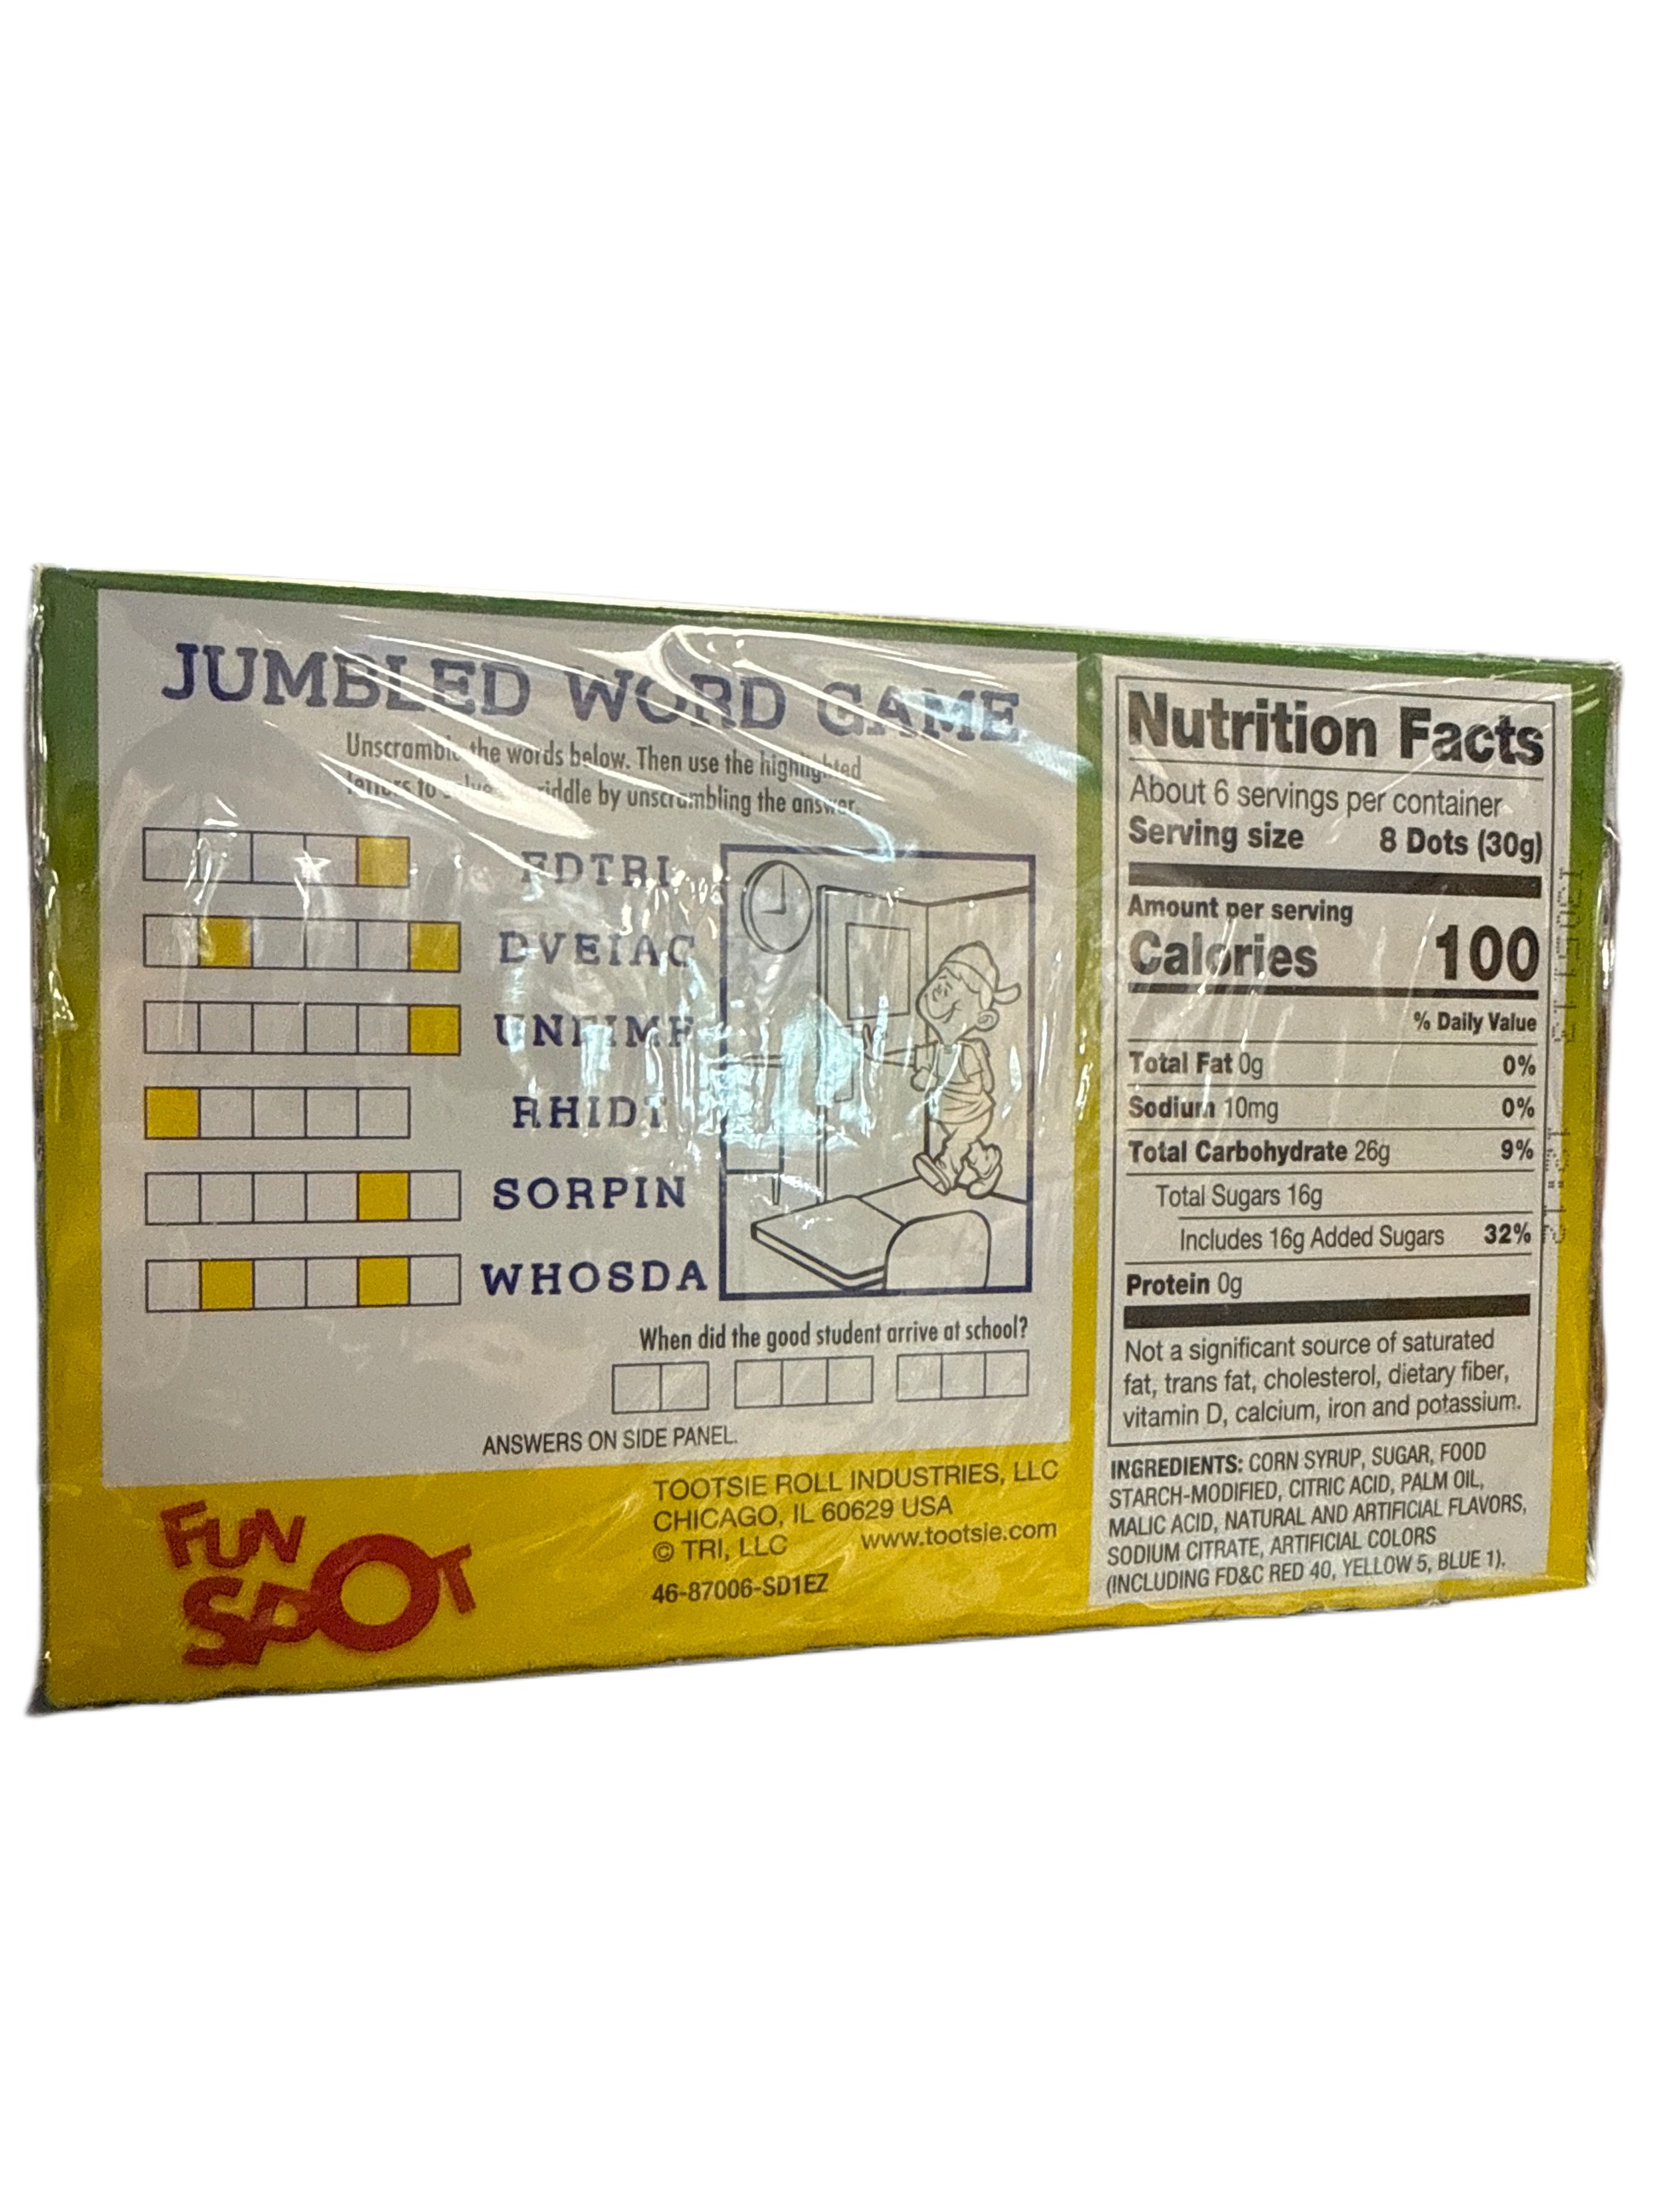 JUMBLED WORD GAME
Unscramble the words below. Then use the highlighted
letters to solve riddle by unscrambling the answer.
FDTRI
DVEIAC
RHIDT
SORPIN
WHOSDA
When did the good student arrive at school?
ANSWERS ON SIDE PANEL.
FUN
SPOT
TOOTSIE ROLL INDUSTRIES, LLC
CHICAGO, IL 60629 USA
© TRI, LLC www.tootsie.com
46-87006-SD1EZ
Nutrition Facts
About 6 servings per container
Serving size 8 Dots (30g)
Amount per serving
Calories 100
% Daily Value
Total Fat 0g 0%
Sodium 10mg 0%
Total Carbohydrate 26g 9%
Total Sugars 16g
Includes 16g Added Sugars 32%
Protein 0g
Not a significant source of saturated
fat, trans fat, cholesterol, dietary fiber,
vitamin D, calcium, iron and potassium.
INGREDIENTS: CORN SYRUP, SUGAR, FOOD
STARCH-MODIFIED, CITRIC ACID, PALM OIL,
MALIC ACID, NATURAL AND ARTIFICIAL FLAVORS,
SODIUM CITRATE, ARTIFICIAL COLORS
(INCLUDING FD&C RED 40, YELLOW 5, BLUE 1).